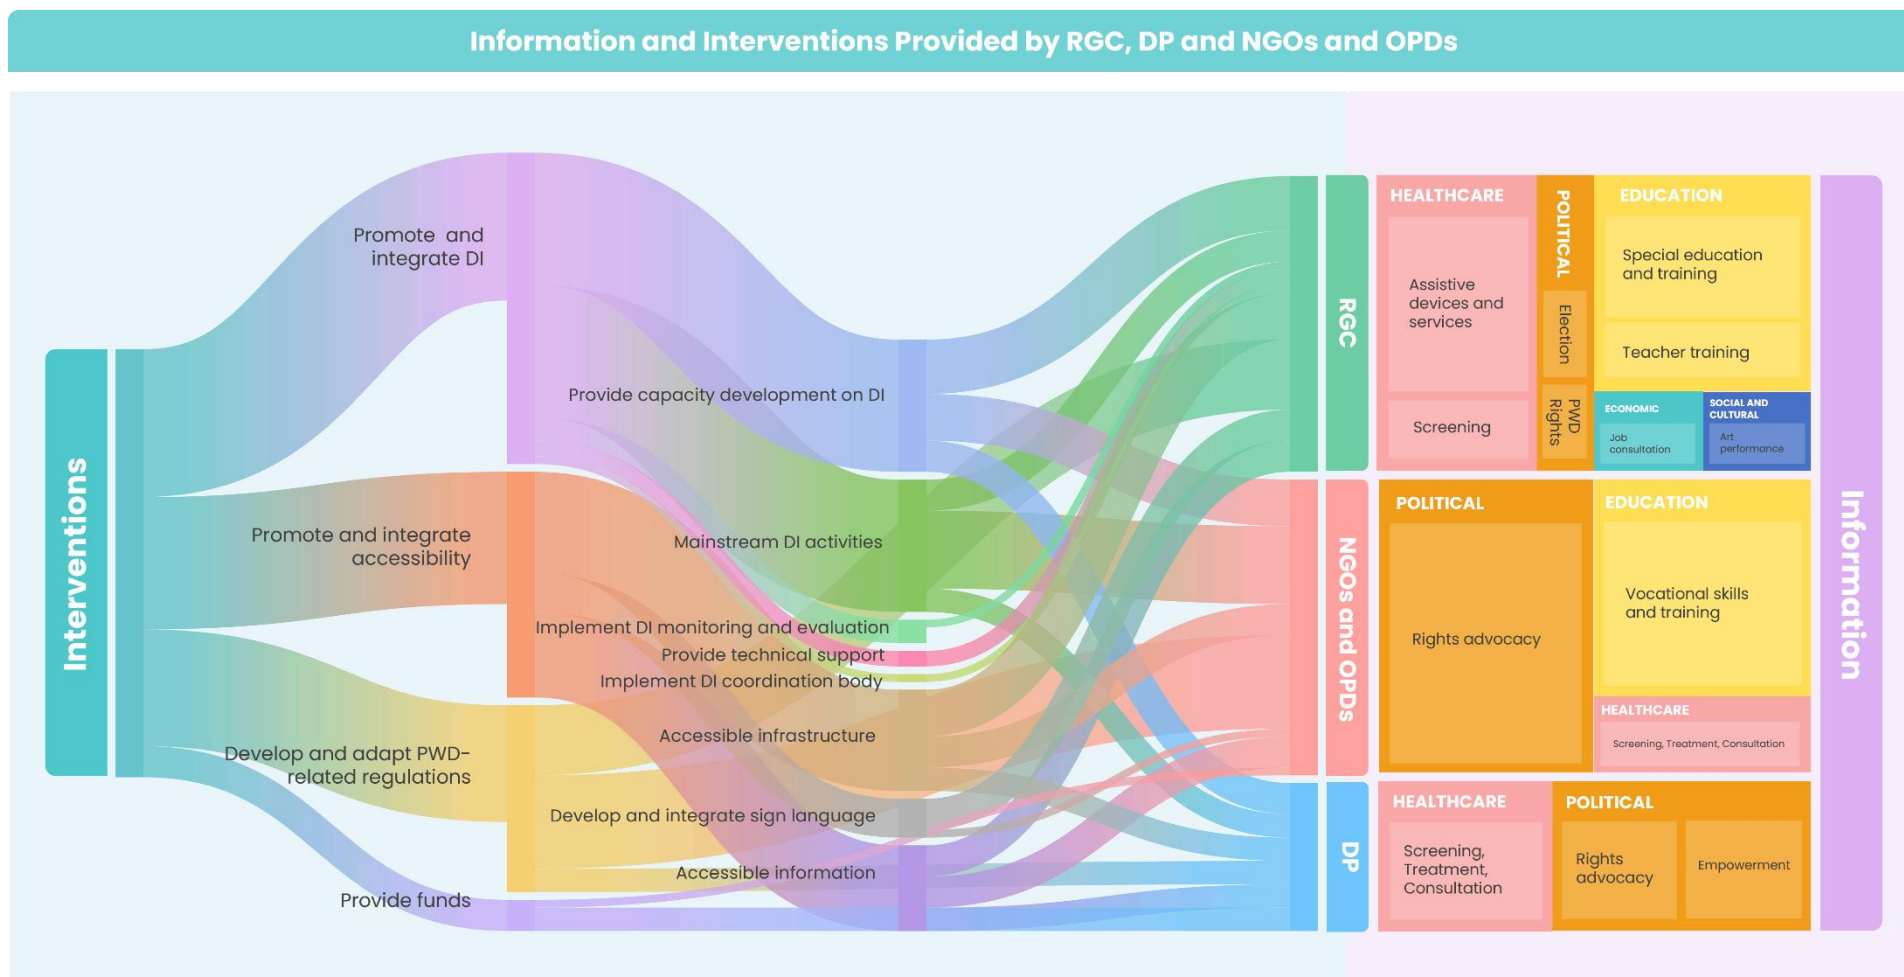 Information and Interventions Provided by RGC, DP and NGOs and OPDs
Interventions
Promote and
integrate DI
Promote and integrate
accessibility
Develop and adapt PWD-
related regulations
Provide funds
Provide capacity development on DI
Mainstream DI activities
Implement DI monitoring and evaluation
Provide technical support
Implement DI coordination body
Accessible infrastructure
Develop and integrate sign language
Accessible information
RGC
HEALTHCARE
Assistive
devices and
services
Screening
POLITICAL
Election
PWD
Rights
EDUCATION
Special education
and training
Teacher training
ECONOMIC
Job
consultation
SOCIAL AND
CULTURAL
Art
performance
NGOs and OPDs
POLITICAL
Rights advocacy
EDUCATION
Vocational skills
and training
HEALTHCARE
Screening, Treatment, Consultation
DP
HEALTHCARE
Screening,
Treatment,
Consultation
POLITICAL
Rights
advocacy
Empowerment
Information